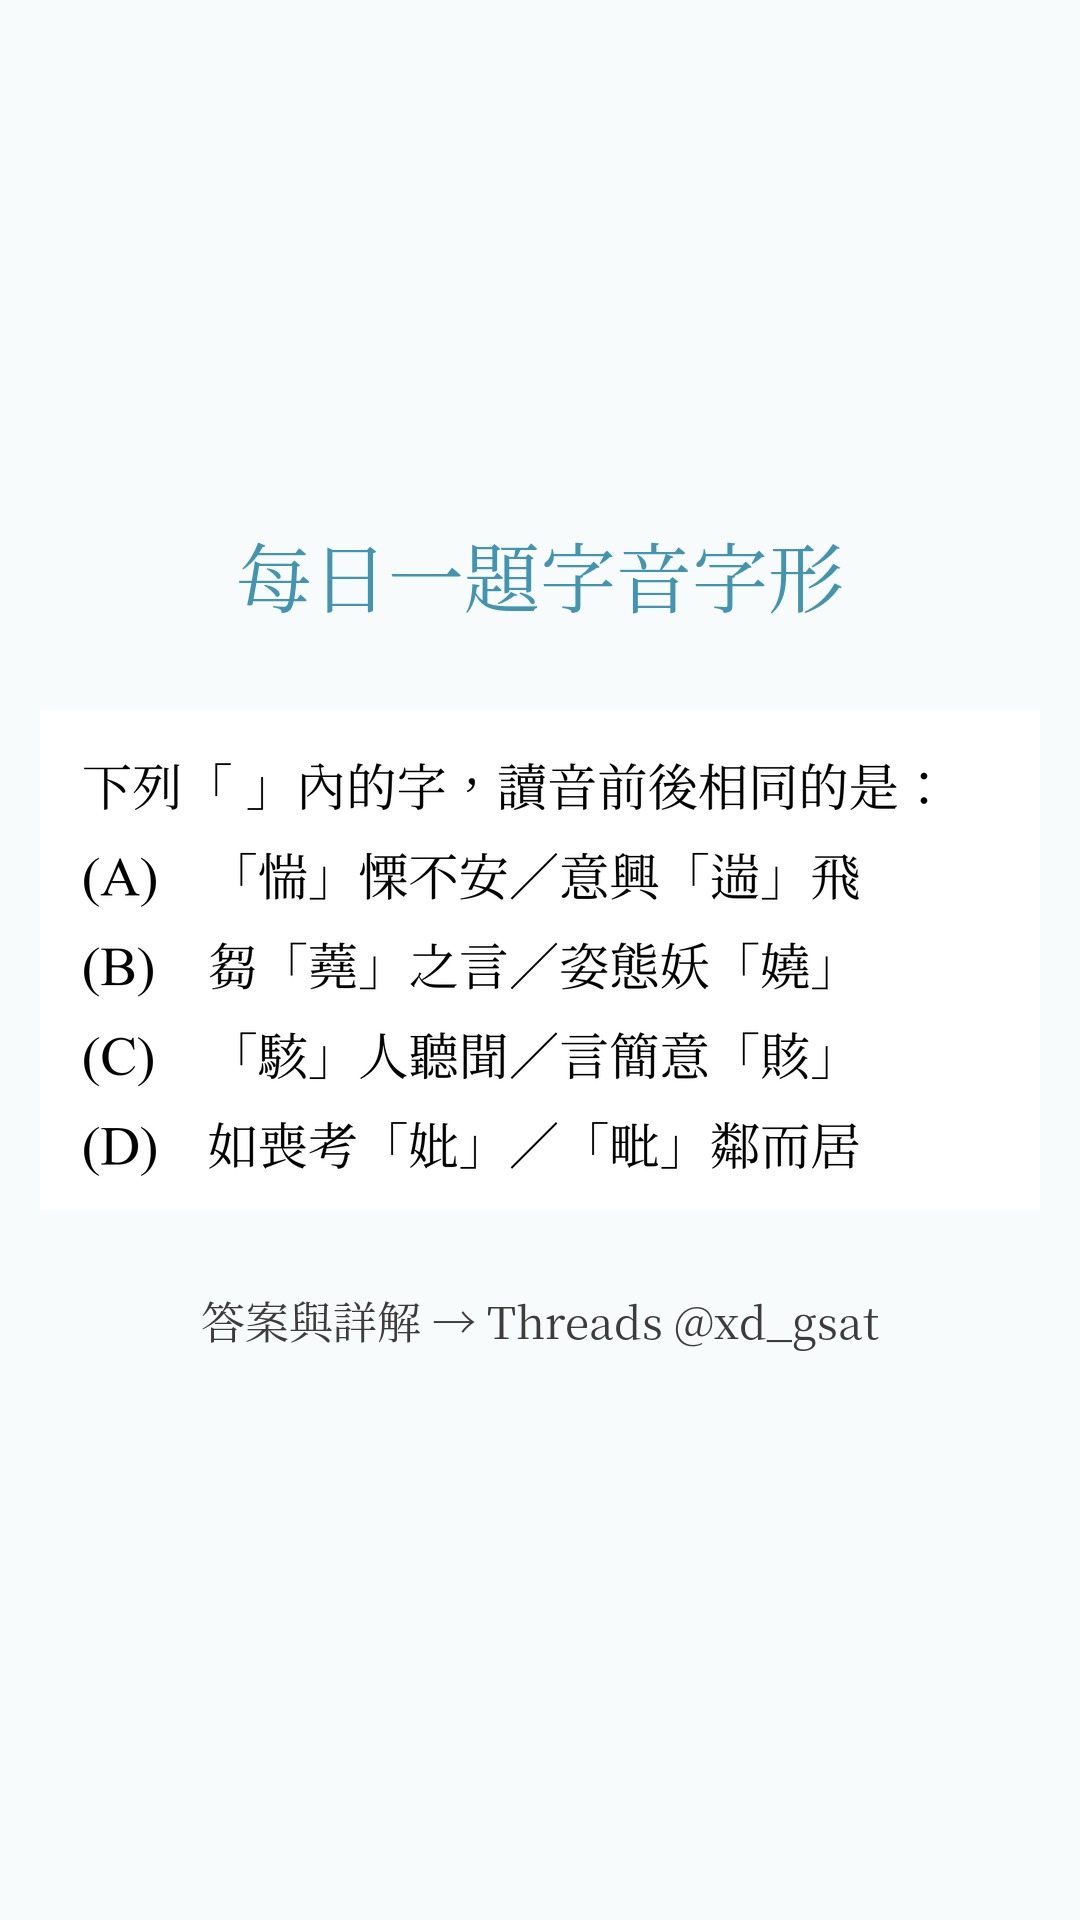 每日一題字音字形
下列「 」內的字，讀音前後相同的是：
(A) 「惴」慄不安／意興「遄」飛
(B) 芻「蕘」之言／姿態妖「嬈」
(C) 「駭」人聽聞／言簡意「賅」
(D) 如喪考「妣」／「毗」鄰而居
答案與詳解 → Threads @xd_gsat